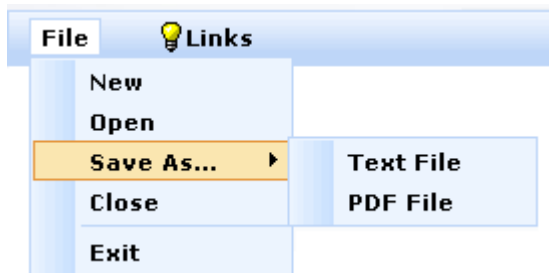 File Links
New
Open
Save As...
Text File
Close
PDF File
Exit